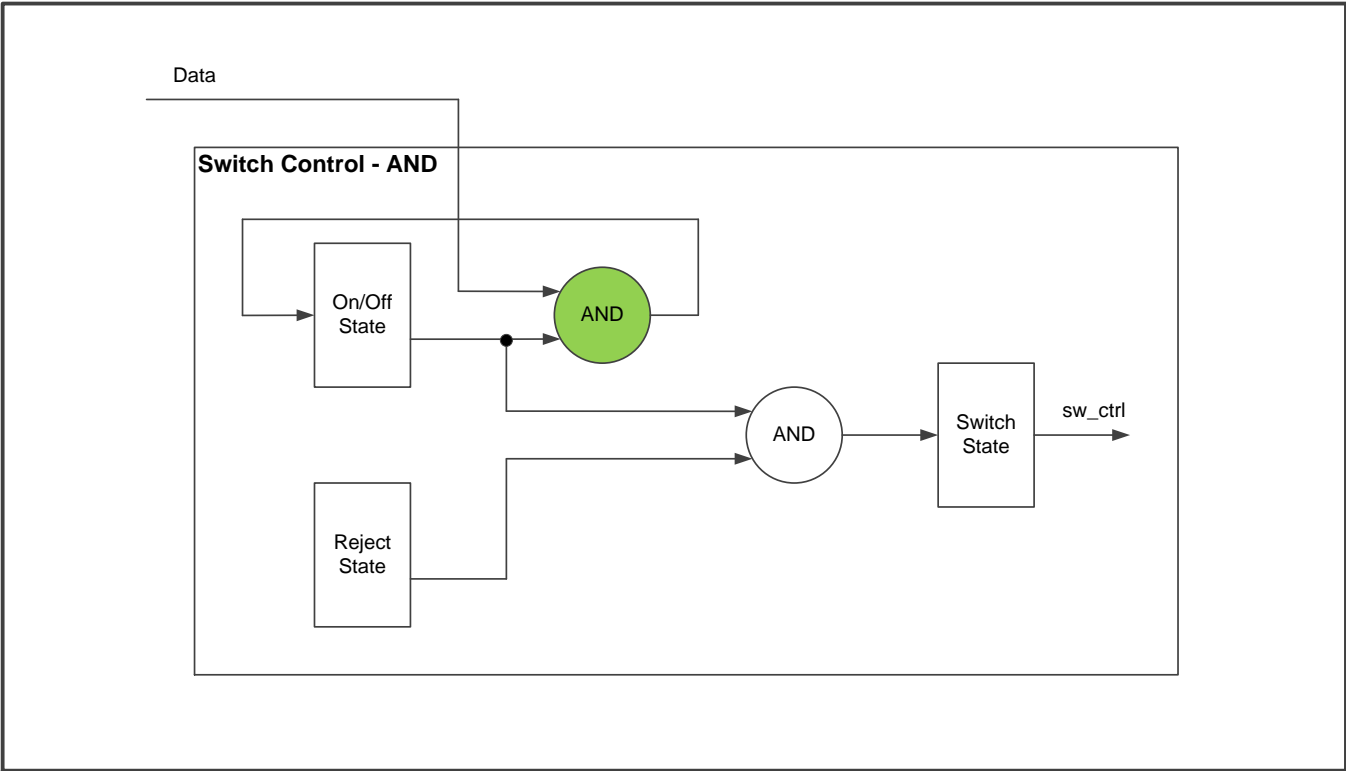 Data
Switch Control - AND
On/Off
State
AND
AND
Switch
State
sw_ctrl
Reject
State